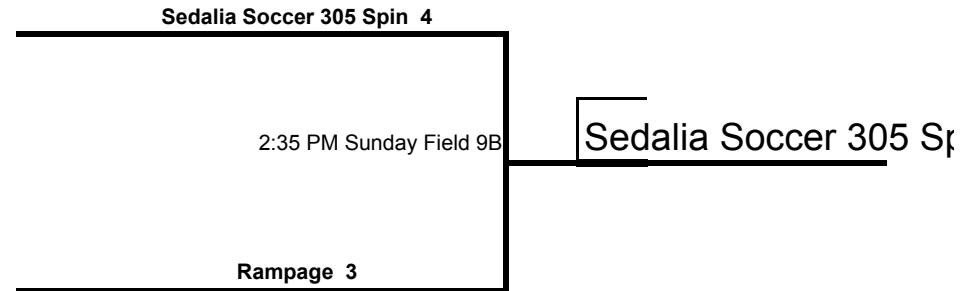 Sedalia Soccer 305 Spin 4
2:35 PM Sunday Field 9B
Sedalia Soccer 305 Sp
Rampage 3